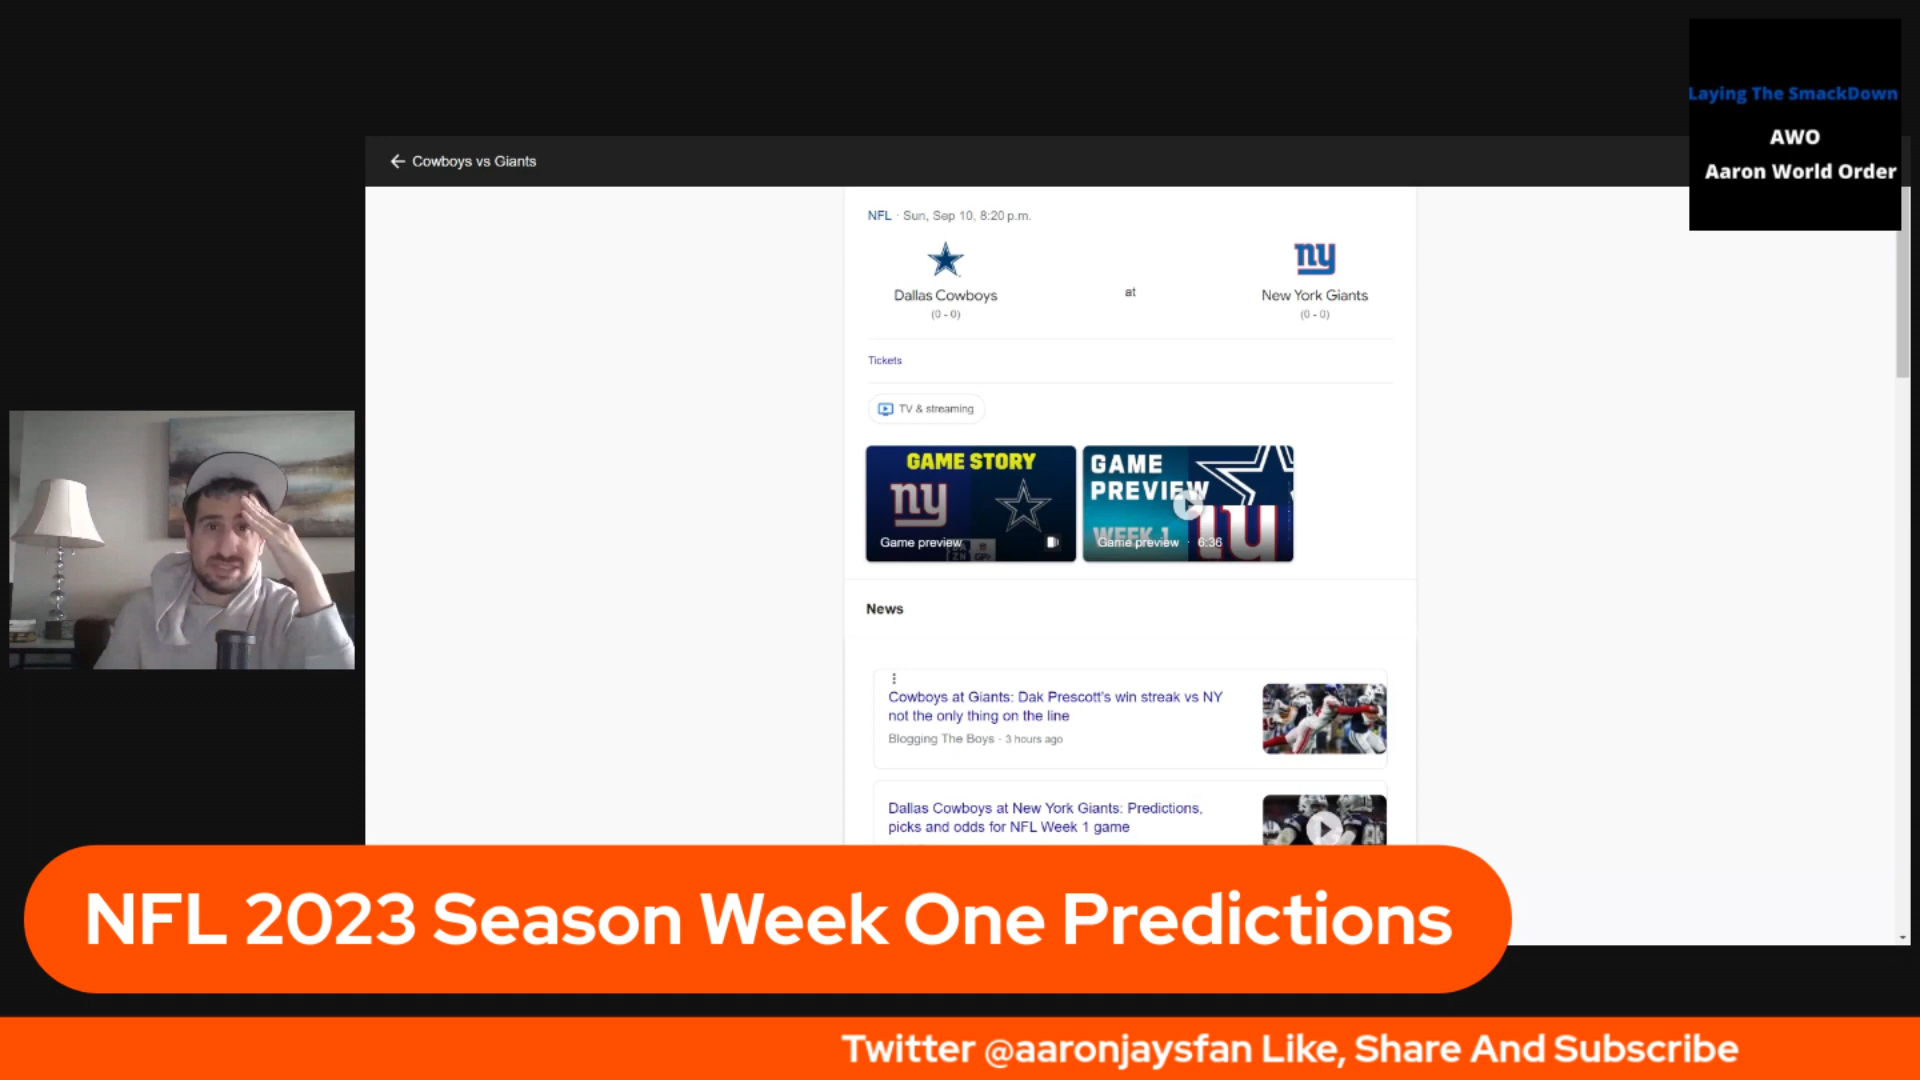 Laying The SmackDown
AWO
Aaron World Order
Cowboys vs Giants
NFL · Sun, Sep 10, 8:20 p.m.
ny
Dallas Cowboys
at
New York Giants
(0 - 0)
(0 - 0)
Tickets
TV & streaming
GAME STORY
ny
Game preview
GAME
PREVIEW
WEEK 1
ny
Game preview · 6:36
News
Cowboys at Giants: Dak Prescott's win streak vs NY
not the only thing on the line
Blogging The Boys - 3 hours ago
Dallas Cowboys at New York Giants: Predictions,
picks and odds for NFL Week 1 game
NFL 2023 Season Week One Predictions
Twitter @aaronjaysfan Like, Share And Subscribe